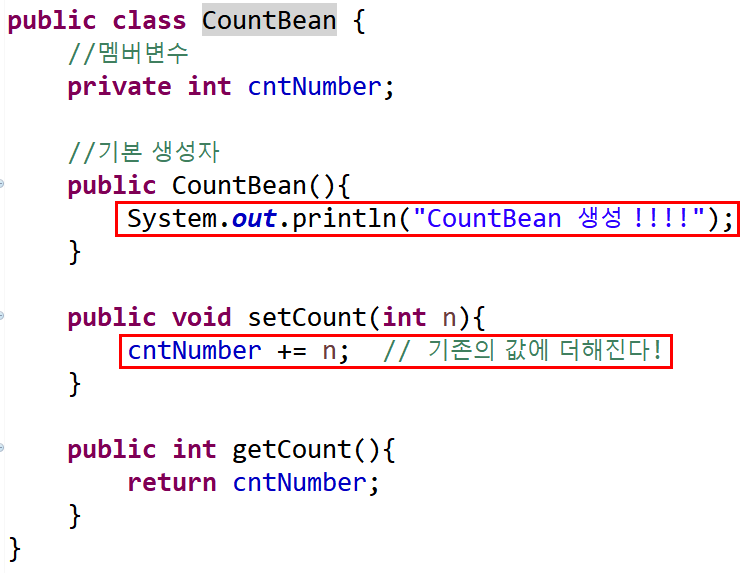 public class CountBean {
//멤버변수
private int cntNumber;
//기본 생성자
public CountBean(){
System.out.println("CountBean 생성 !!!!");
}
public void setCount(int n){
cntNumber += n;  // 기존의 값에 더해진다!
}
public int getCount(){
return cntNumber;
}
}